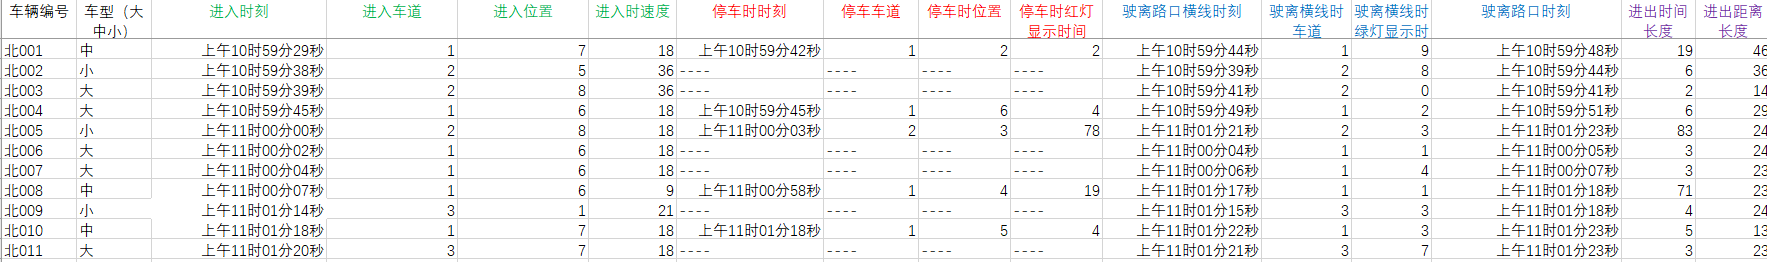 车辆编号 车型（大中小） 进入时刻 进入车道 进入位置 进入时速度 停车时时刻 停车车道 停车时位置 停车时红灯显示时间 驶离路口横线时刻 驶离横线时车道 驶离横线时绿灯显示时 驶离路口时刻 进出时间长度 进出距离长度
北001 中 上午10时59分29秒 1 7 18 上午10时59分42秒 1 2 2 上午10时59分44秒 1 9 上午10时59分48秒 19 46
北002 小 上午10时59分38秒 2 5 36 ---- ---- ---- ---- 上午10时59分39秒 2 8 上午10时59分44秒 6 36
北003 大 上午10时59分39秒 2 8 36 ---- ---- ---- ---- 上午10时59分41秒 2 0 上午10时59分41秒 2 14
北004 大 上午10时59分45秒 1 6 18 上午10时59分45秒 1 6 4 上午10时59分49秒 1 2 上午10时59分51秒 6 29
北005 小 上午11时00分00秒 2 8 18 上午11时00分03秒 2 3 78 上午11时01分21秒 2 3 上午11时01分23秒 83 24
北006 大 上午11时00分02秒 1 6 18 ---- ---- ---- ---- 上午11时00分04秒 1 1 上午11时00分05秒 3 24
北007 大 上午11时00分04秒 1 6 18 ---- ---- ---- ---- 上午11时00分06秒 1 4 上午11时00分07秒 3 23
北008 中 上午11时00分07秒 1 6 9 上午11时00分58秒 1 4 19 上午11时01分17秒 1 1 上午11时01分18秒 71 23
北009 小 上午11时01分14秒 3 1 21 ---- ---- ---- ---- 上午11时01分15秒 3 3 上午11时01分18秒 4 24
北010 中 上午11时01分18秒 1 7 18 上午11时01分18秒 1 5 4 上午11时01分22秒 1 3 上午11时01分23秒 5 13
北011 大 上午11时01分20秒 3 7 18 ---- ---- ---- ---- 上午11时01分21秒 3 7 上午11时01分23秒 3 23